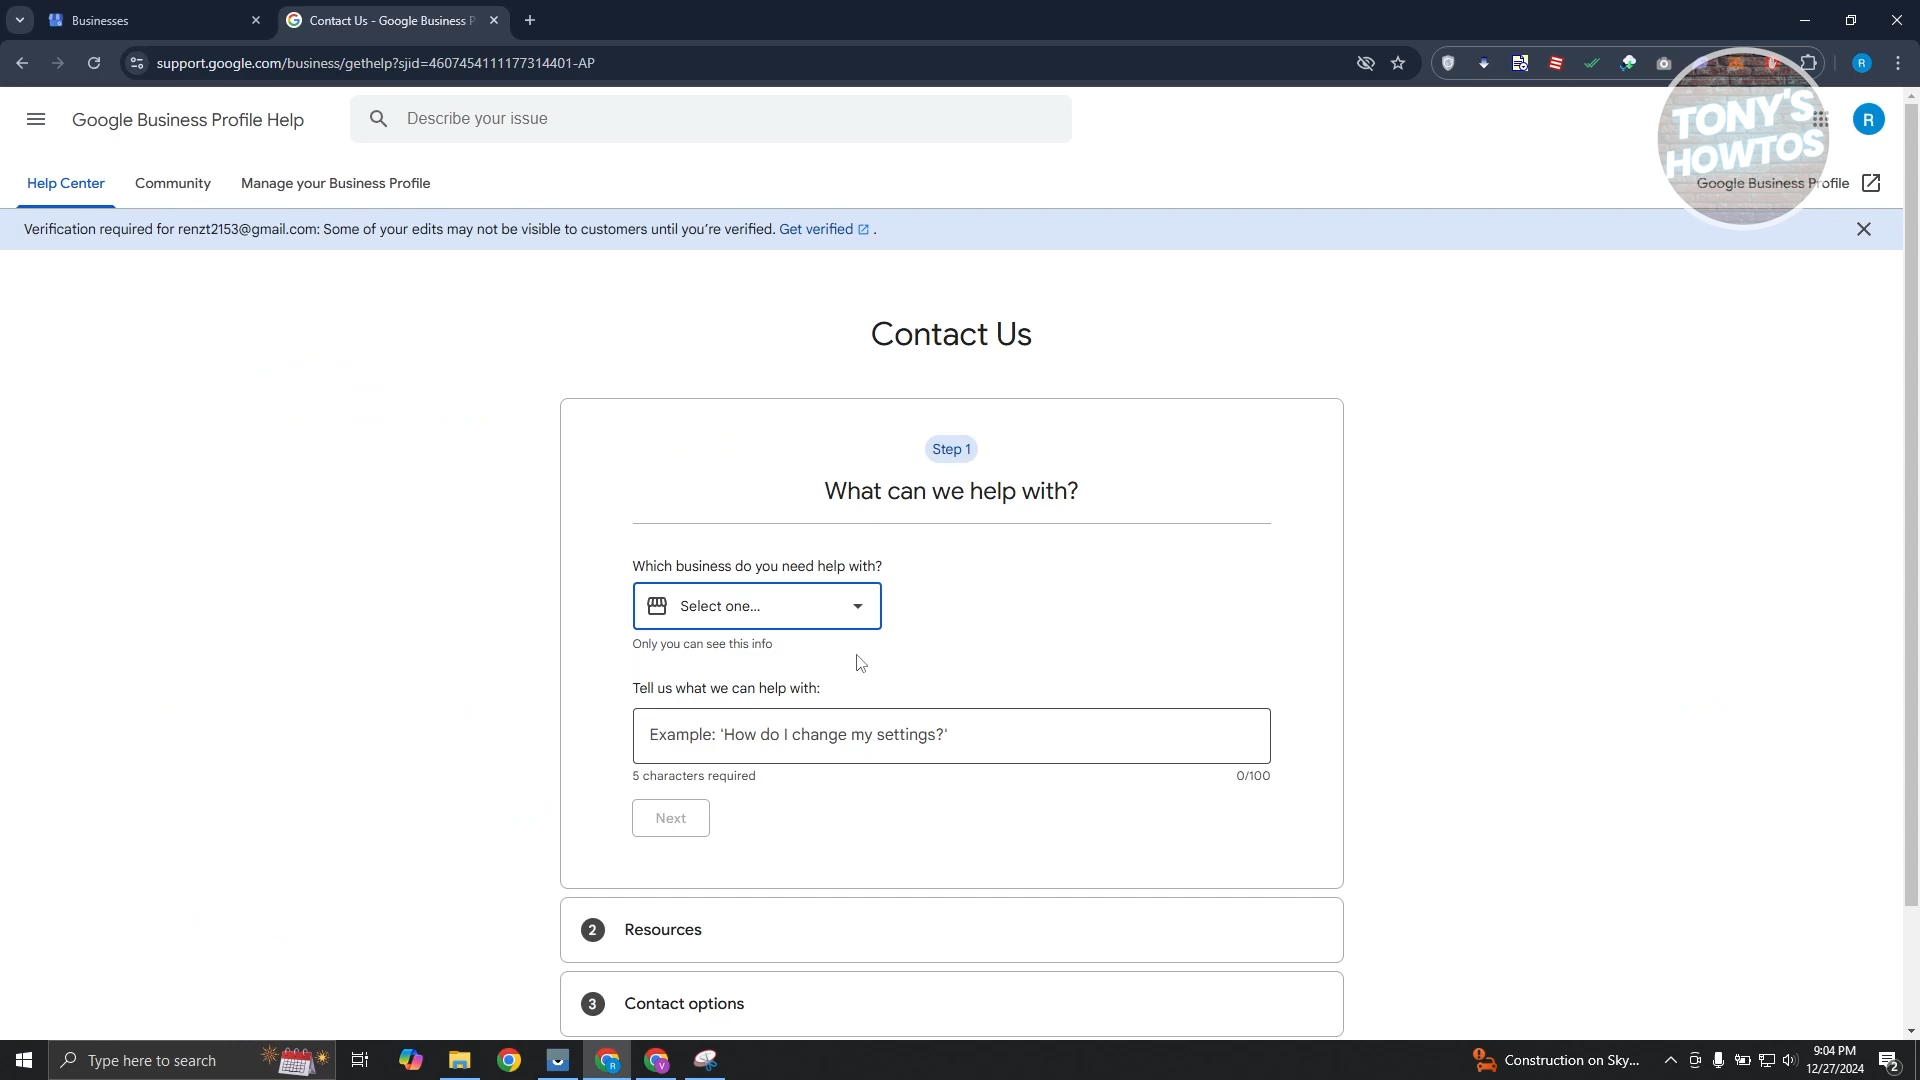 Businesses
Contact Us - Google Business P
support.google.com/business/gethelp?sjid=4607454111177314401-AP
R
Google Business Profile Help
Describe your issue
R
TONY'S
HOWTOS
Help Center
Community
Manage your Business Profile
Google Business Profile
Verification required for renzt2153@gmail.com: Some of your edits may not be visible to customers until you’re verified. Get verified .
Contact Us
Step 1
What can we help with?
Which business do you need help with?
Select one...
Only you can see this info
Tell us what we can help with:
Example: 'How do I change my settings?'
5 characters required
0/100
Next
2 Resources
3 Contact options
Type here to search
R
V
Construction on Sky...
9:04 PM
12/27/2024
2